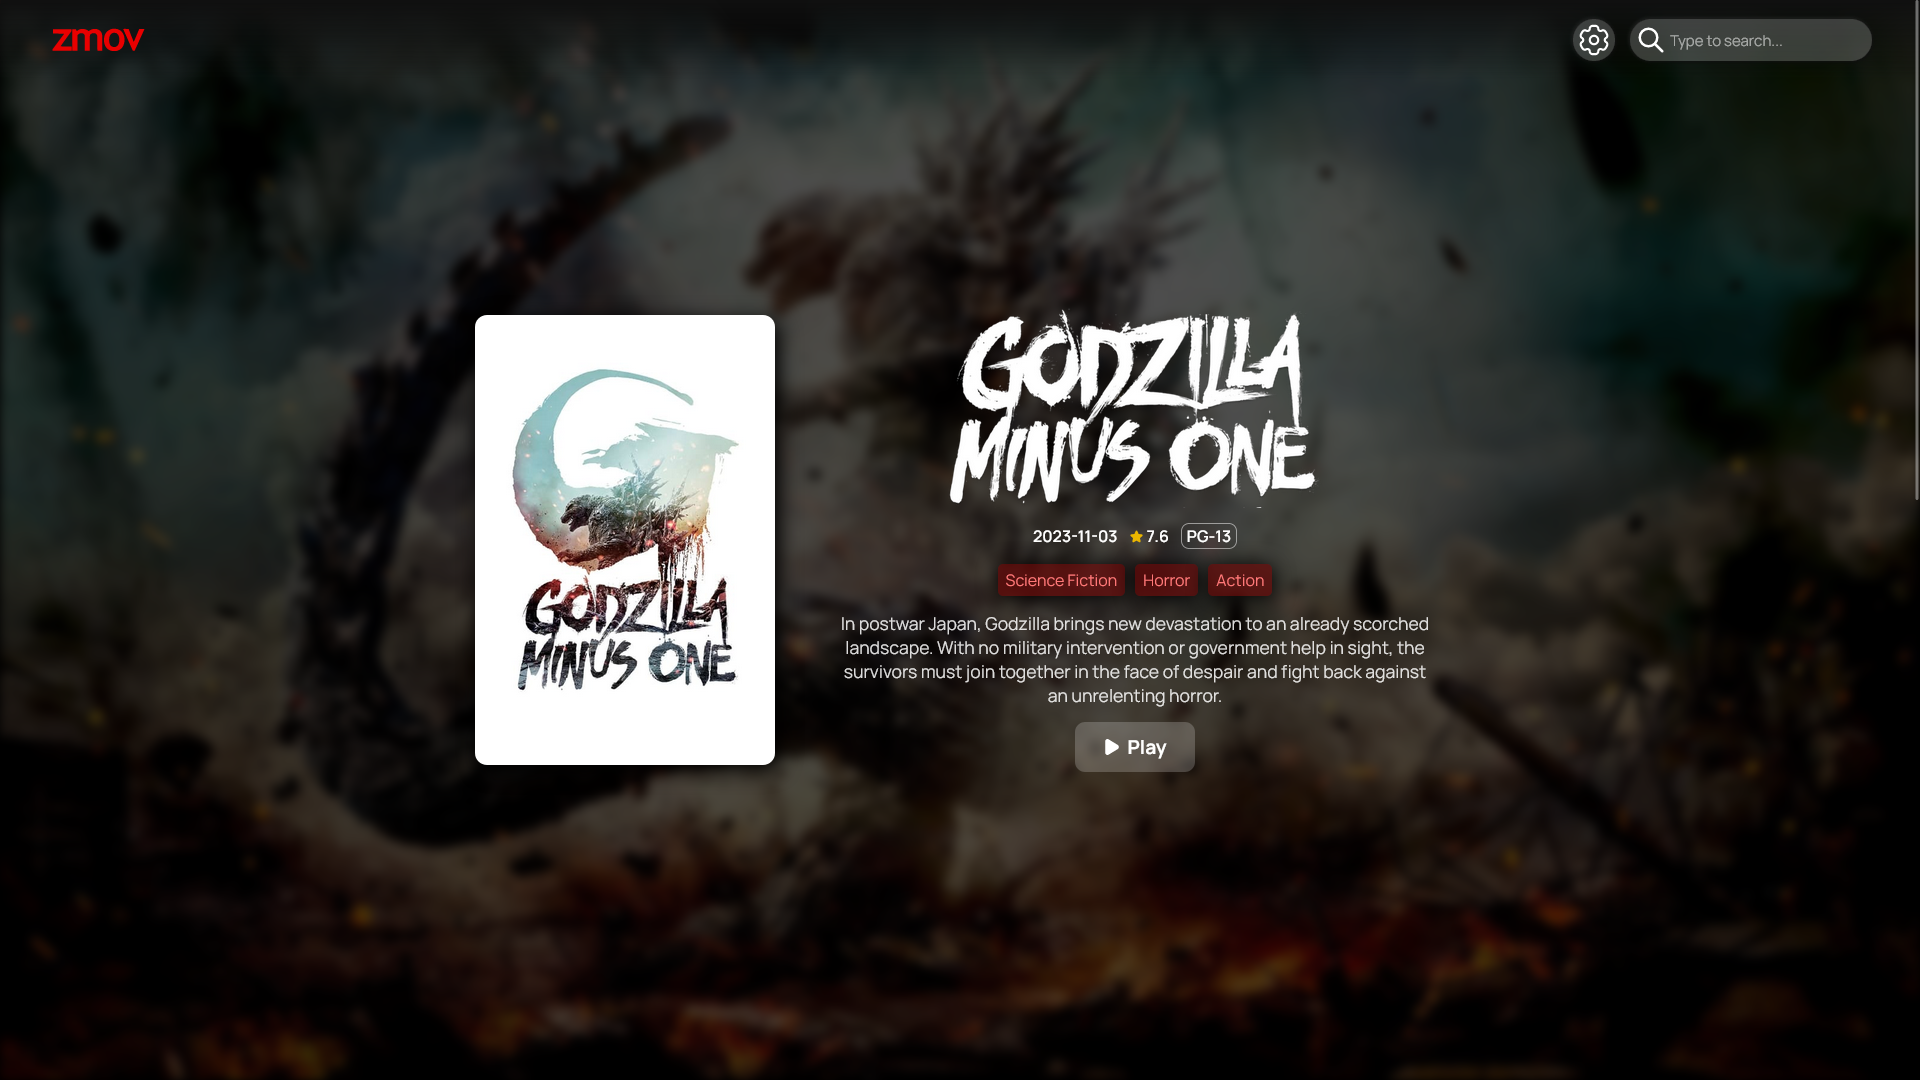 zmov
Type to search...
GODZILLA
MINUS ONE
GODZILLA
MINUS ONE
2023-11-03 7.6 PG-13
Science Fiction Horror Action
In postwar Japan, Godzilla brings new devastation to an already scorched
landscape. With no military intervention or government help in sight, the
survivors must join together in the face of despair and fight back against
an unrelenting horror.
Play